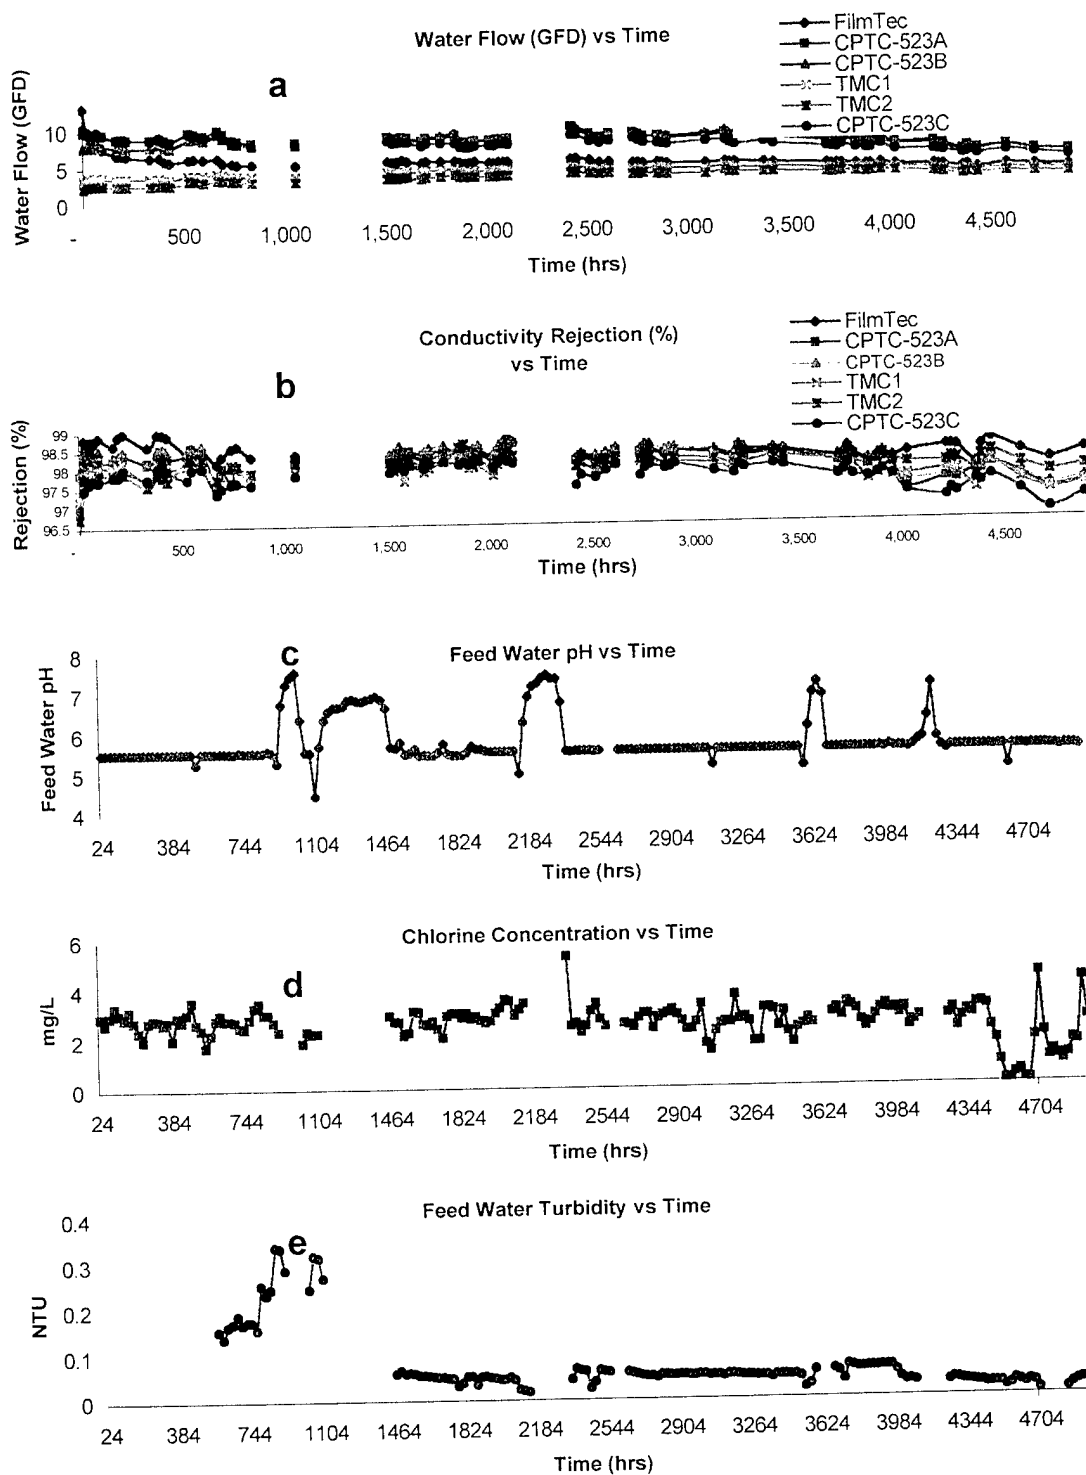 Water Flow (GFD) vs Time
FilmTec
CPTC-523A
CPTC-523B
TMC1
TMC2
CPTC-523C
a
Water Flow (GFD)
10
5
0
- 500 1,000 1,500 2,000 2,500 3,000 3,500 4,000 4,500
Time (hrs)
Conductivity Rejection (%)
vs Time
FilmTec
CPTC-523A
CPTC-523B
TMC1
TMC2
CPTC-523C
b
Rejection (%)
99
98.5
98
97.5
97
96.5
- 500 1,000 1,500 2,000 2,500 3,000 3,500 4,000 4,500
Time (hrs)
Feed Water pH vs Time
c
Feed Water pH
8
7
6
5
4
24 384 744 1104 1464 1824 2184 2544 2904 3264 3624 3984 4344 4704
Time (hrs)
Chlorine Concentration vs Time
d
mg/L
6
4
2
0
24 384 744 1104 1464 1824 2184 2544 2904 3264 3624 3984 4344 4704
Time (hrs)
Feed Water Turbidity vs Time
e
NTU
0.4
0.3
0.2
0.1
0
24 384 744 1104 1464 1824 2184 2544 2904 3264 3624 3984 4344 4704
Time (hrs)